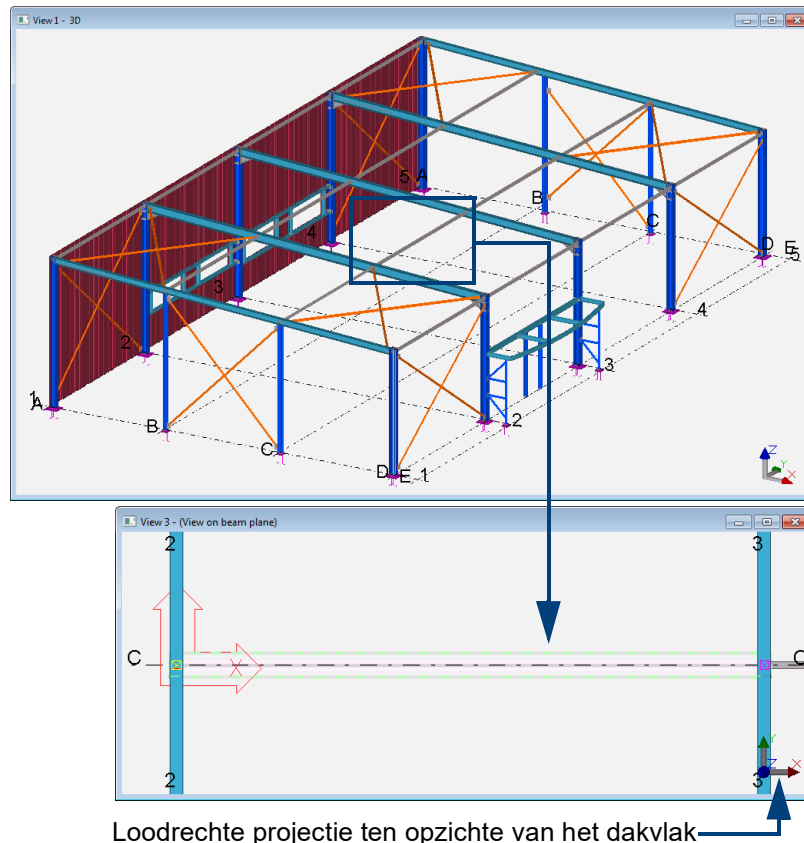 View 1 - 3D
5 A
B
C
D E
5
4
4
3
3
2
2
1
A
B
C
D E 1
Z
Y
X
View 3 - (View on beam plane)
2
3
C
X
C
Y
Z
X
2
3
Loodrechte projectie ten opzichte van het dakvlak